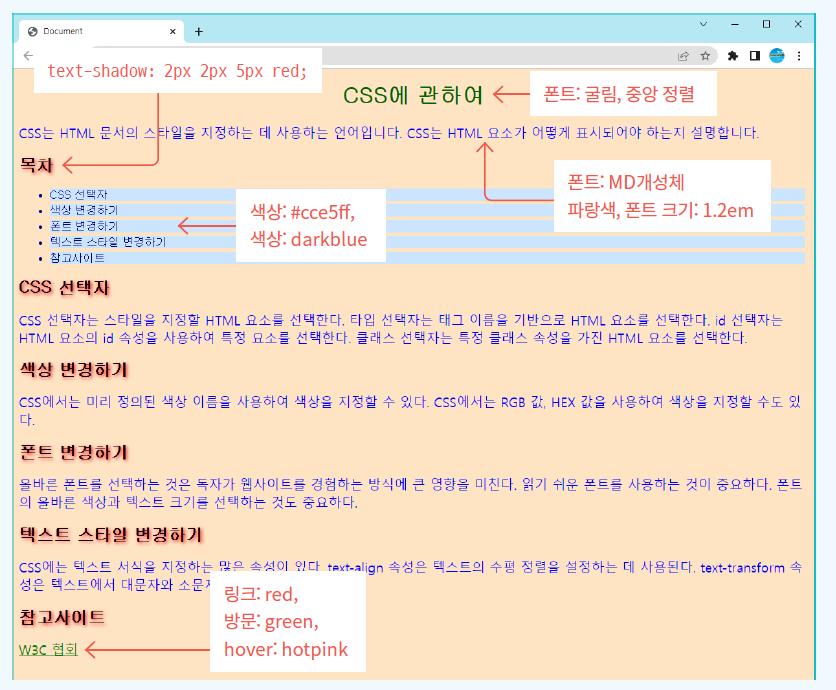 Document
text-shadow: 2px 2px 5px red;
CSS에 관하여
폰트: 굴림, 중앙 정렬
CSS는 HTML 문서의 스타일을 지정하는 데 사용하는 언어입니다. CSS는 HTML 요소가 어떻게 표시되어야 하는지 설명합니다.
목차
폰트: MD개성체
파랑색, 폰트 크기: 1.2em
CSS 선택자
색상 변경하기
폰트 변경하기
텍스트 스타일 변경하기
참고사이트
색상: #cce5ff,
색상: darkblue
CSS 선택자
CSS 선택자는 스타일을 지정할 HTML 요소를 선택한다. 타입 선택자는 태그 이름을 기반으로 HTML 요소를 선택한다. id 선택자는
HTML 요소의 id 속성을 사용하여 특정 요소를 선택한다. 클래스 선택자는 특정 클래스 속성을 가진 HTML 요소를 선택한다.
색상 변경하기
CSS에서는 미리 정의된 색상 이름을 사용하여 색상을 지정할 수 있다. CSS에서는 RGB 값, HEX 값을 사용하여 색상을 지정할 수도 있
다.
폰트 변경하기
올바른 폰트를 선택하는 것은 독자가 웹사이트를 경험하는 방식에 큰 영향을 미친다. 읽기 쉬운 폰트를 사용하는 것이 중요하다. 폰트
의 올바른 색상과 텍스트 크기를 선택하는 것도 중요하다.
텍스트 스타일 변경하기
CSS에는 텍스트 서식을 지정하는 많은 속성이 있다. text-align 속성은 텍스트의 수평 정렬을 설정하는 데 사용된다. text-transform 속
성은 텍스트에서 대문자와 소문
참고사이트
W3C 협회
링크: red,
방문: green,
hover: hotpink